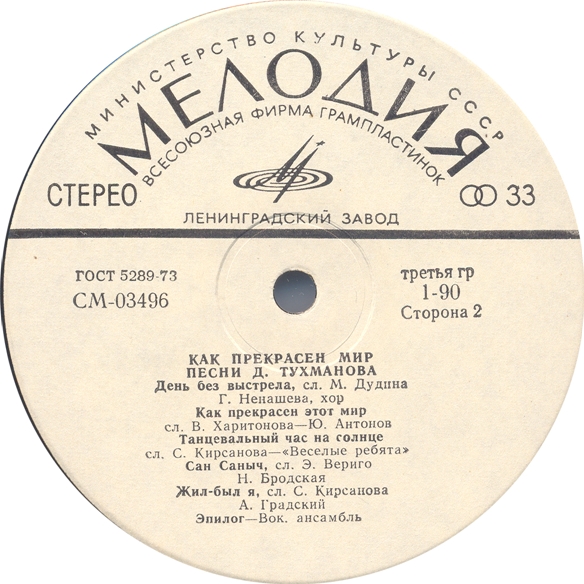 МИНИСТЕРСТВО КУЛЬТУРЫ СССР
МЕЛОДИЯ
ВСЕСОЮЗНАЯ ФИРМА ГРАМПЛАСТИНОК
СТЕРЕО
33
ЛЕНИНГРАДСКИЙ ЗАВОД
ГОСТ 5289-73
СМ-03496
третья гр
1-90
Сторона 2
КАК ПРЕКРАСЕН МИР
ПЕСНИ Д. ТУХМАНОВА
День без выстрела, сл. М. Дудина
Г. Ненашева, хор
Как прекрасен этот мир
сл. В. Харитонова—Ю. Антонов
Танцевальный час на солнце
сл. С. Кирсанова—«Веселые ребята»
Сан Саныч, сл. Э. Вериго
Н. Бродская
Жил-был я, сл. С. Кирсанова
А. Градский
Эпилог—Вок. ансамбль